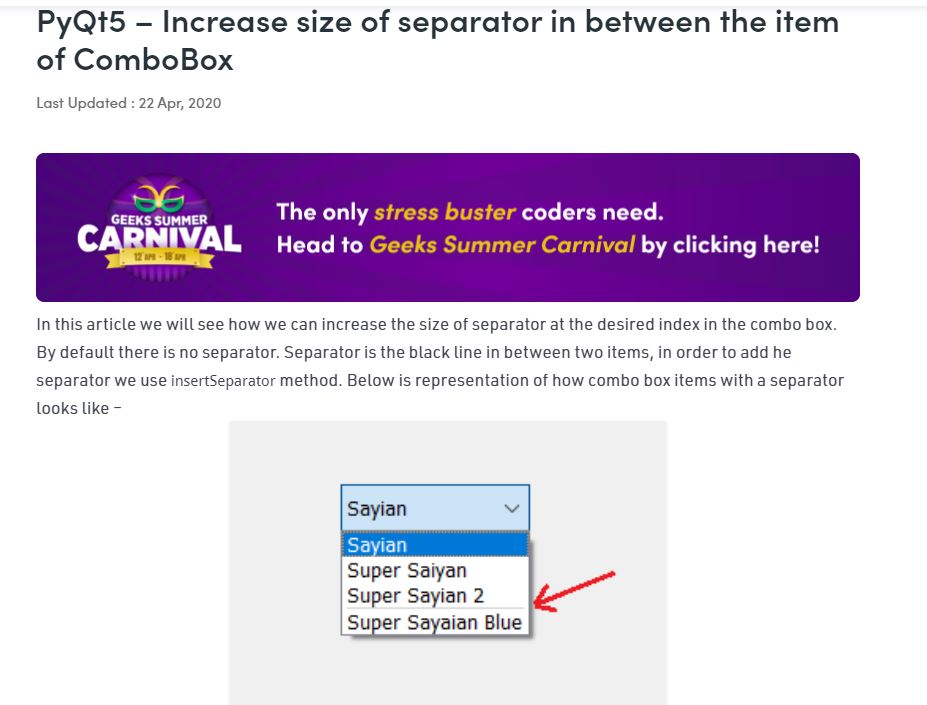 PyQt5 – Increase size of separator in between the item
of ComboBox
Last Updated : 22 Apr, 2020
GEEKS SUMMER
CARNIVAL
12 APR - 18 APR
The only stress buster coders need.
Head to Geeks Summer Carnival by clicking here!
In this article we will see how we can increase the size of separator at the desired index in the combo box.
By default there is no separator. Separator is the black line in between two items, in order to add he
separator we use insertSeparator method. Below is representation of how combo box items with a separator
looks like –
Sayian
Sayian
Super Saiyan
Super Sayian 2
Super Sayaian Blue